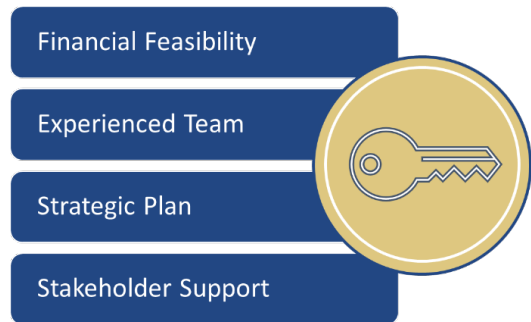 Financial Feasibility
Experienced Team
Strategic Plan
Stakeholder Support